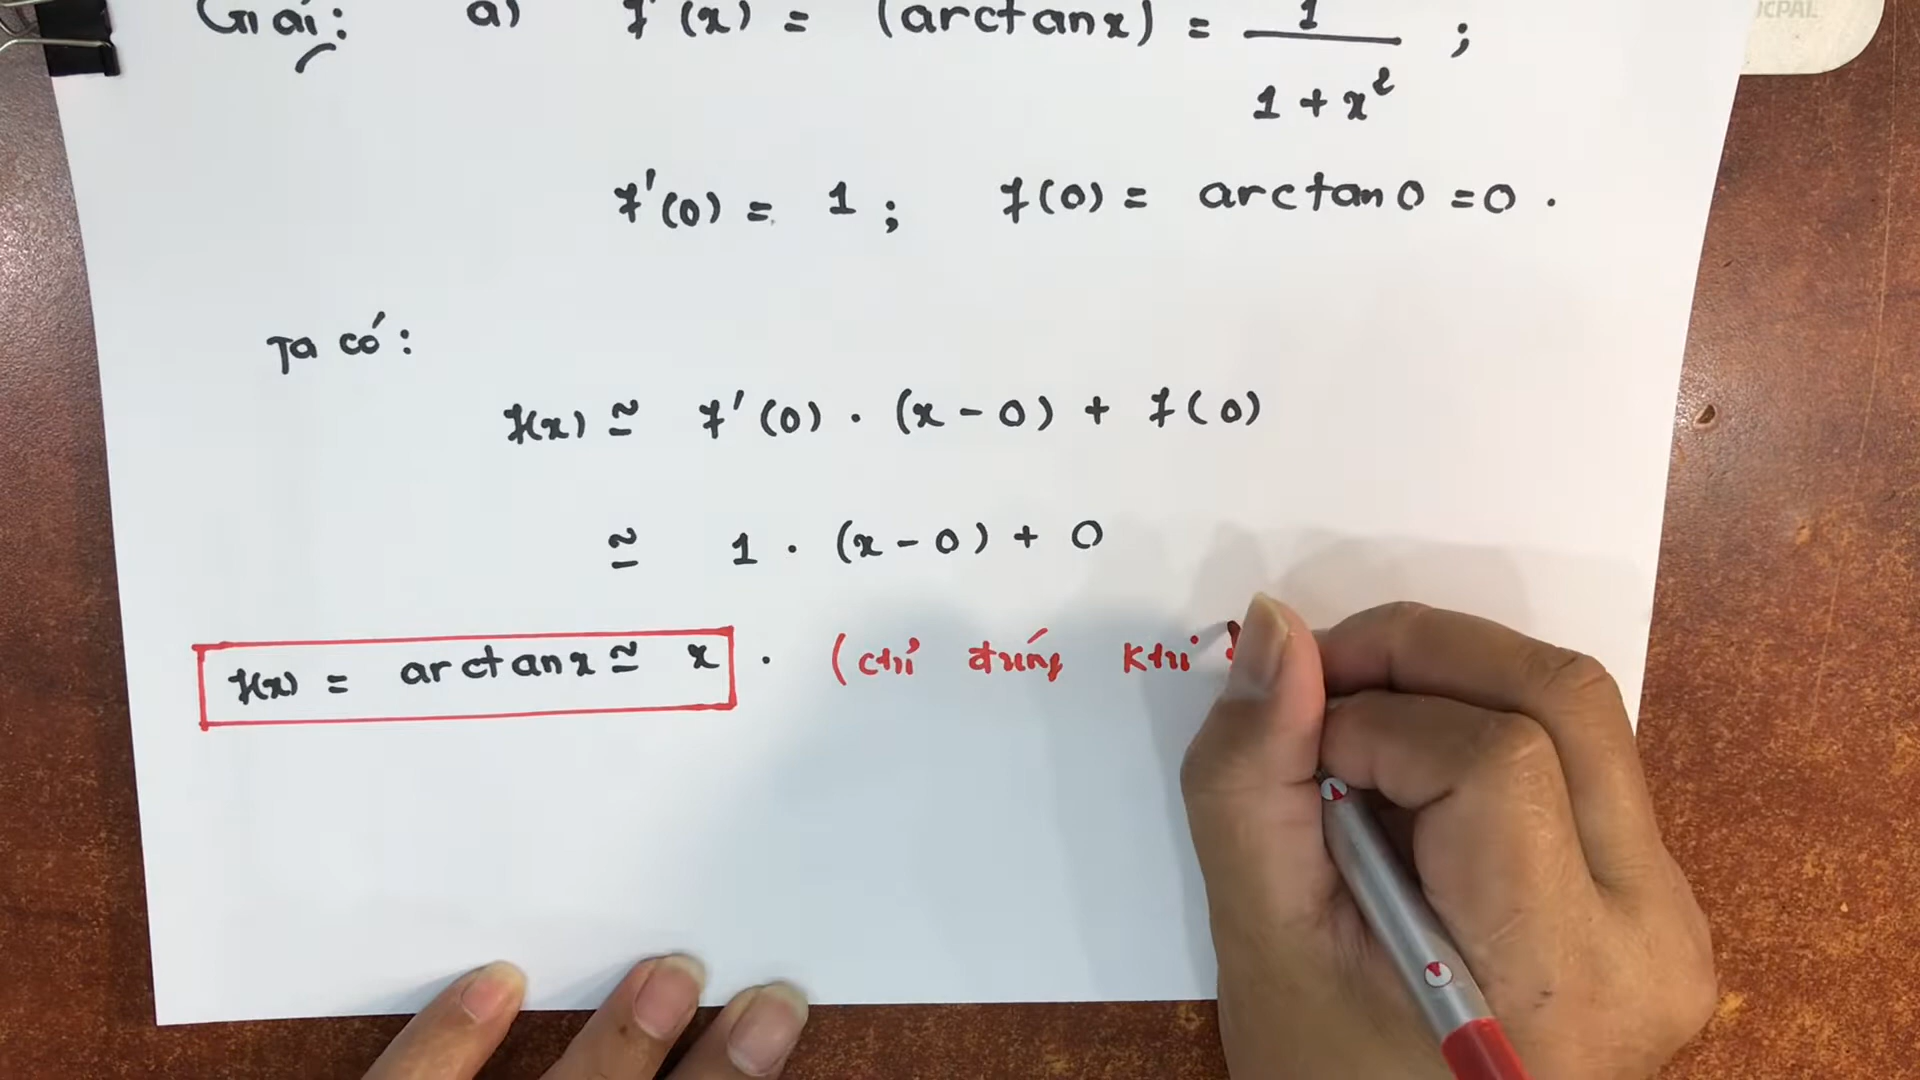 Giải: a) f'(x) = (arctanx) = 1 / (1 + x²) ;
f'(0) = 1 ; f(0) = arctan0 = 0 .
Ta có:
f(x) ≅ f'(0) . (x - 0) + f(0)
≅ 1 . (x - 0) + 0
f(x) = arctanx ≅ x . (chỉ đúng khi